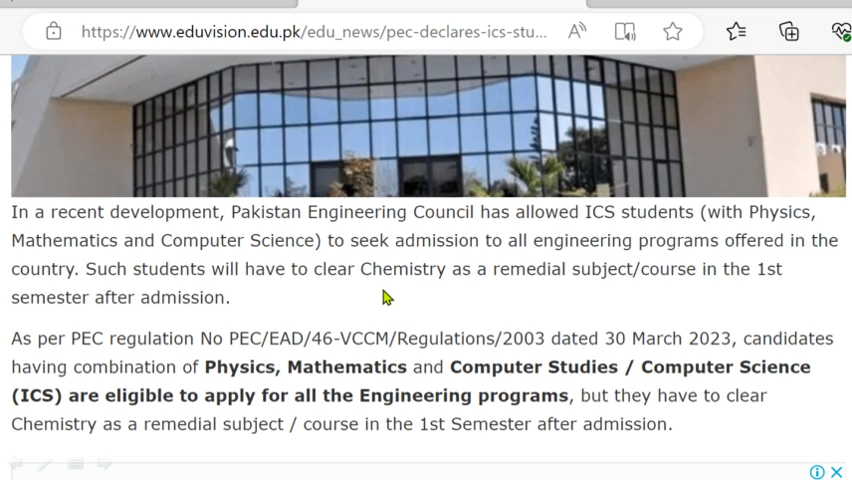 https://www.eduvision.edu.pk/edu_news/pec-declares-ics-stu...
In a recent development, Pakistan Engineering Council has allowed ICS students (with Physics,
Mathematics and Computer Science) to seek admission to all engineering programs offered in the
country. Such students will have to clear Chemistry as a remedial subject/course in the 1st
semester after admission.
As per PEC regulation No PEC/EAD/46-VCCM/Regulations/2003 dated 30 March 2023, candidates
having combination of Physics, Mathematics and Computer Studies / Computer Science
(ICS) are eligible to apply for all the Engineering programs, but they have to clear
Chemistry as a remedial subject / course in the 1st Semester after admission.